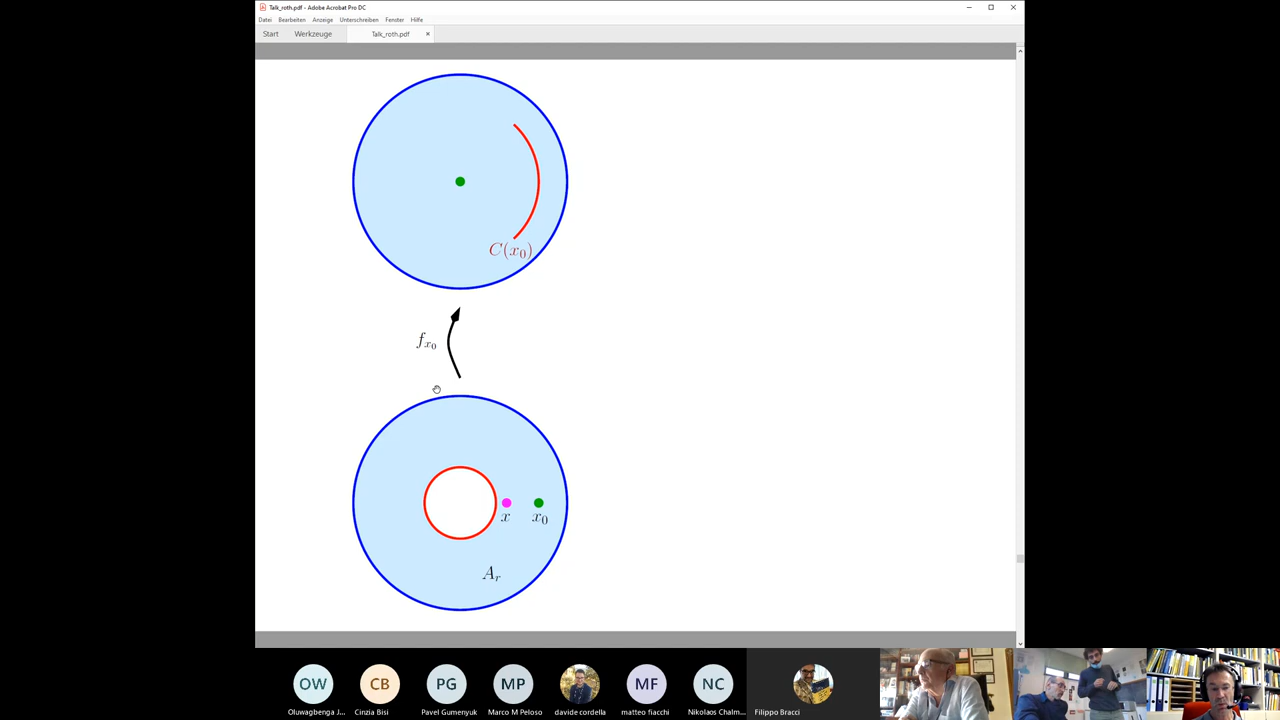 Talk_roth.pdf - Adobe Acrobat Pro DC
Datei Bearbeiten Anzeige Unterschreiben Fenster Hilfe
Start Werkzeuge Talk_roth.pdf ×
C(x₀)
fₓ₀
x x₀
Aᵣ
OW CB PG MP MF NC
Oluwagbenga J... Cinzia Bisi Pavel Gumenyuk Marco M Peloso davide cordella matteo fiacchi Nikolaos Chalm... Filippo Bracci